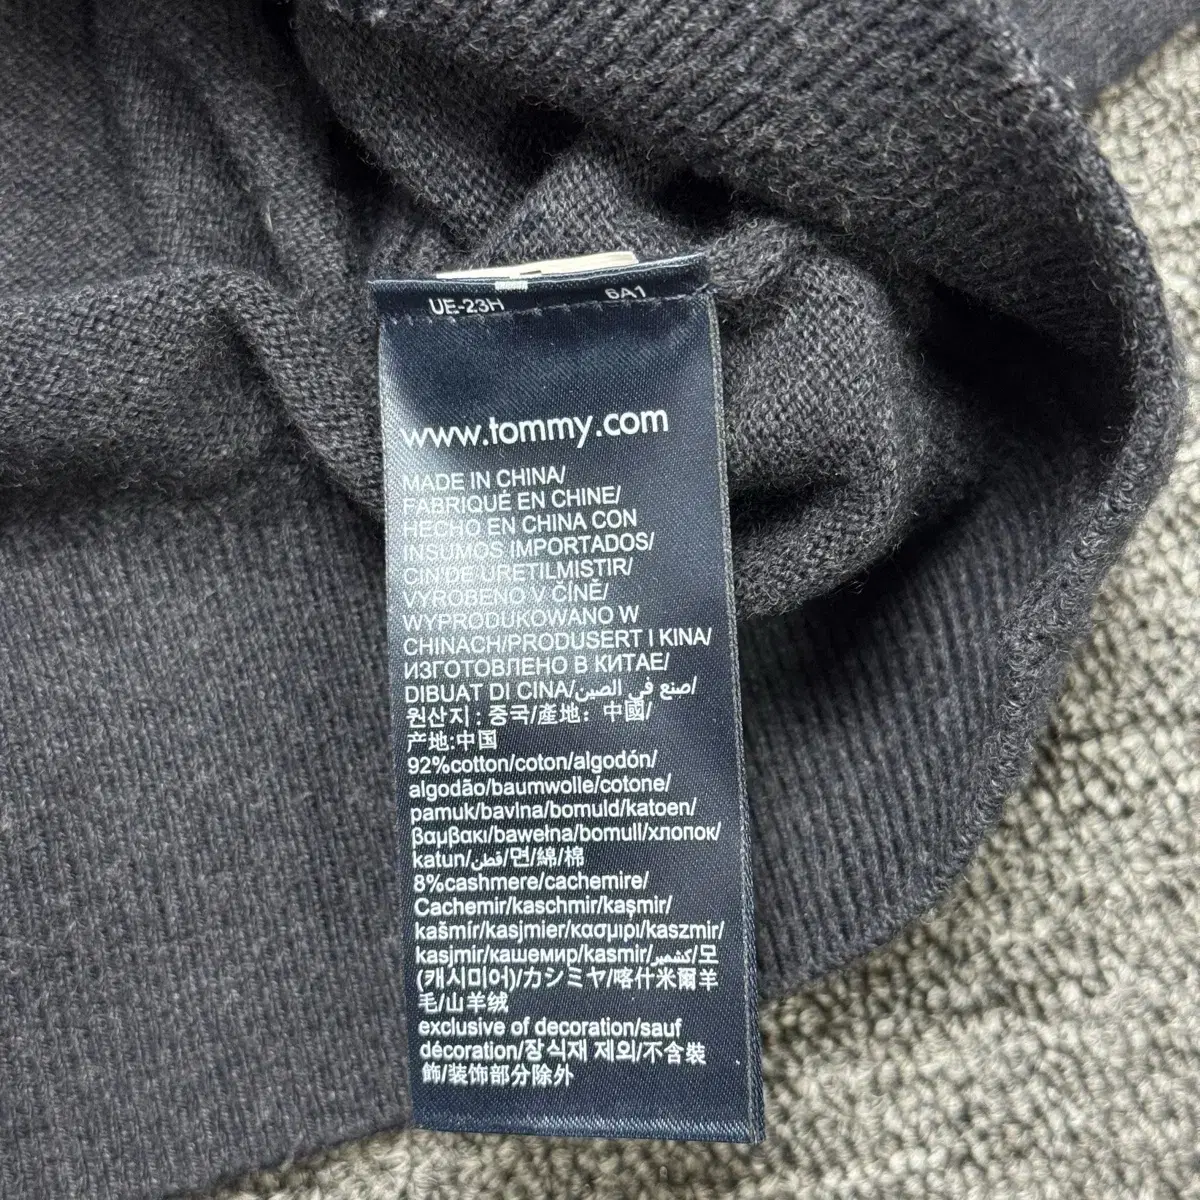 UE-23H 6A1
www.tommy.com
MADE IN CHINA/
FABRIQUÉ EN CHINE/
HECHO EN CHINA CON
INSUMOS IMPORTADOS/
CIN'DE URETILMISTIR/
VYROBENO V ČÍNĚ/
WYPRODUKOWANO W
CHINACH/PRODUSERT I KINA/
ИЗГОТОВЛЕНО В КИТАЕ/
DIBUAT DI CINA/صنع في الصين/
원산지 : 중국/產地: 中國/
产地:中国
92%cotton/coton/algodón/
algodão/baumwolle/cotone/
pamuk/bavlna/bomuld/katoen/
βαμβακι/bawełna/bomull/хлопок/
katun/قطن/면/綿/棉
8%cashmere/cachemire/
Cachemir/kaschmir/kaşmir/
kašmír/kasjmier/κασμιρι/kaszmir/
kasjmir/кашемир/kasmir/كشمير/모
(캐시미어)/カシミヤ/喀什米爾羊
毛/山羊绒
exclusive of decoration/sauf
décoration/장식재 제외/不含裝
飾/装饰部分除外